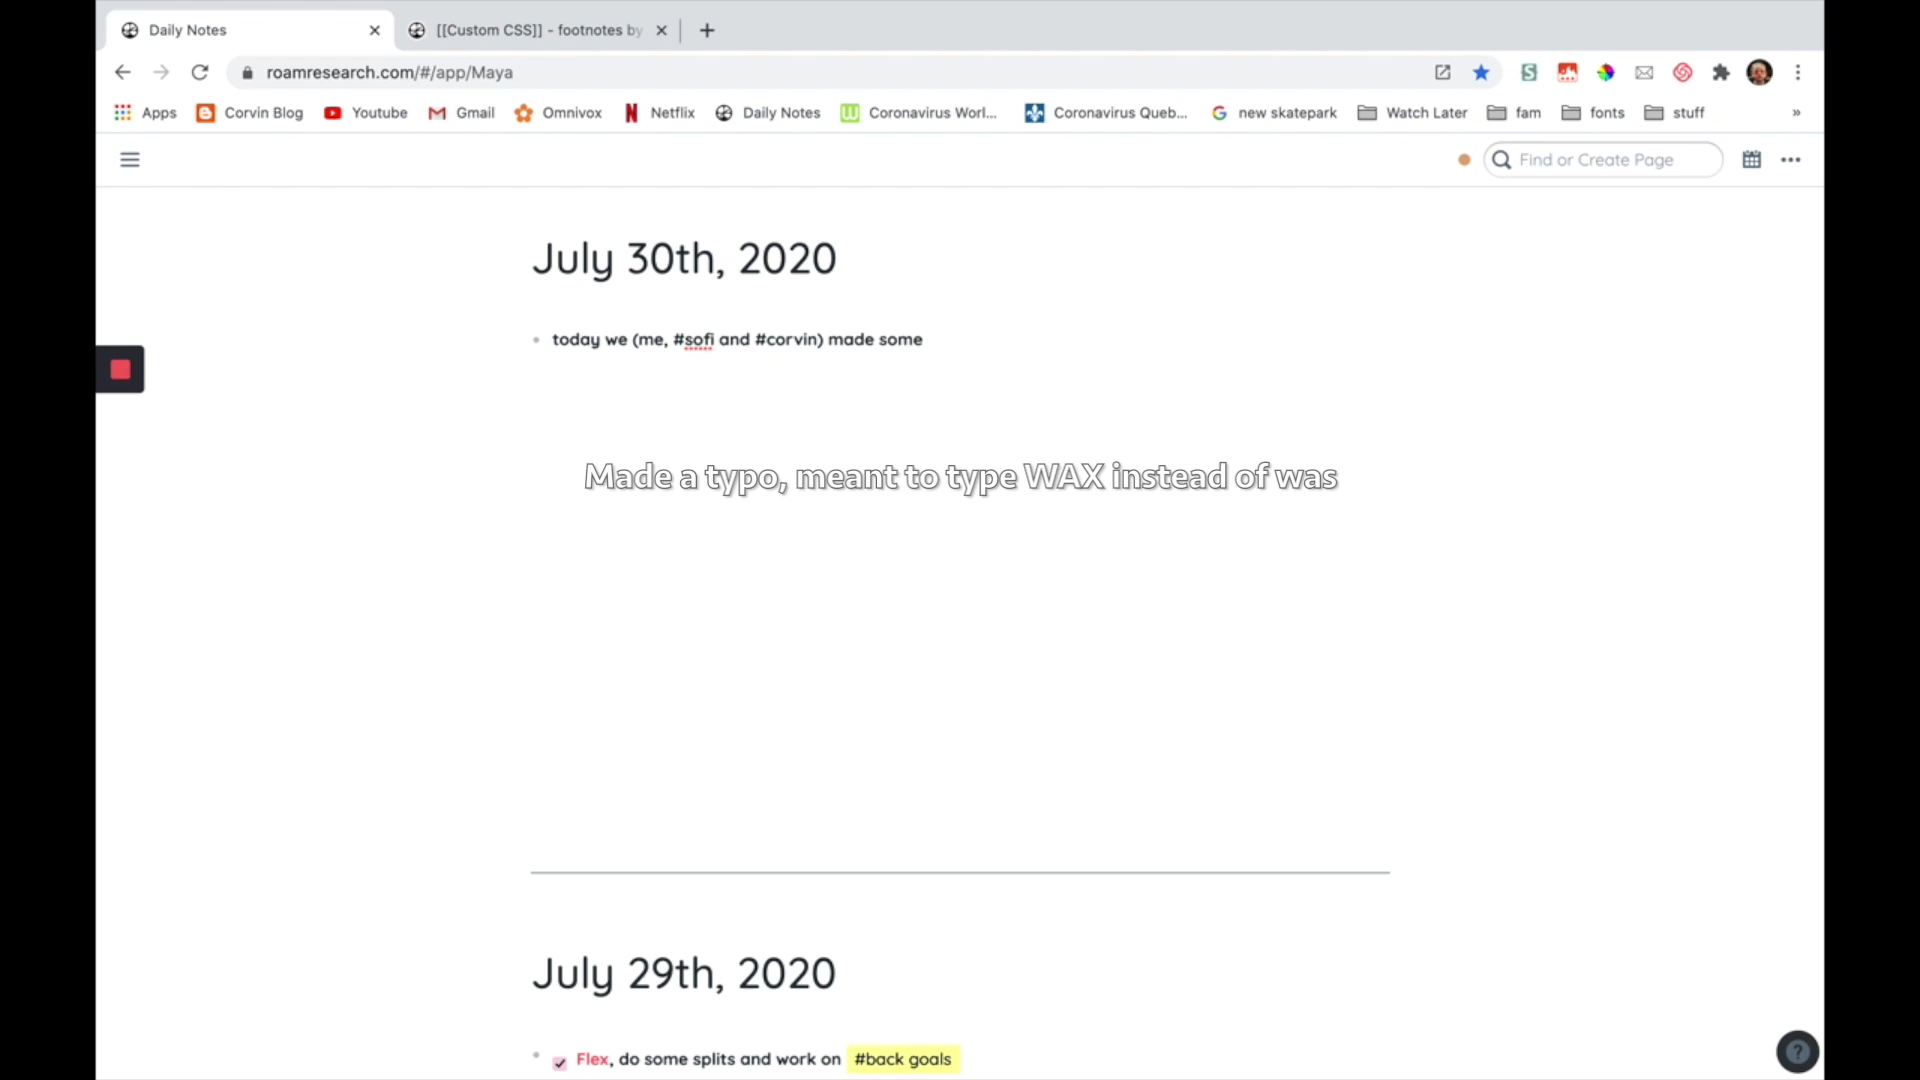 Daily Notes
[[Custom CSS]] - footnotes by
roamresearch.com/#/app/Maya
Apps Corvin Blog Youtube Gmail Omnivox Netflix Daily Notes Coronavirus Worl... Coronavirus Queb... new skatepark Watch Later fam fonts stuff »
Find or Create Page
July 30th, 2020
today we (me, #sofi and #corvin) made some
Made a typo, meant to type WAX instead of was
July 29th, 2020
Flex, do some splits and work on #back goals